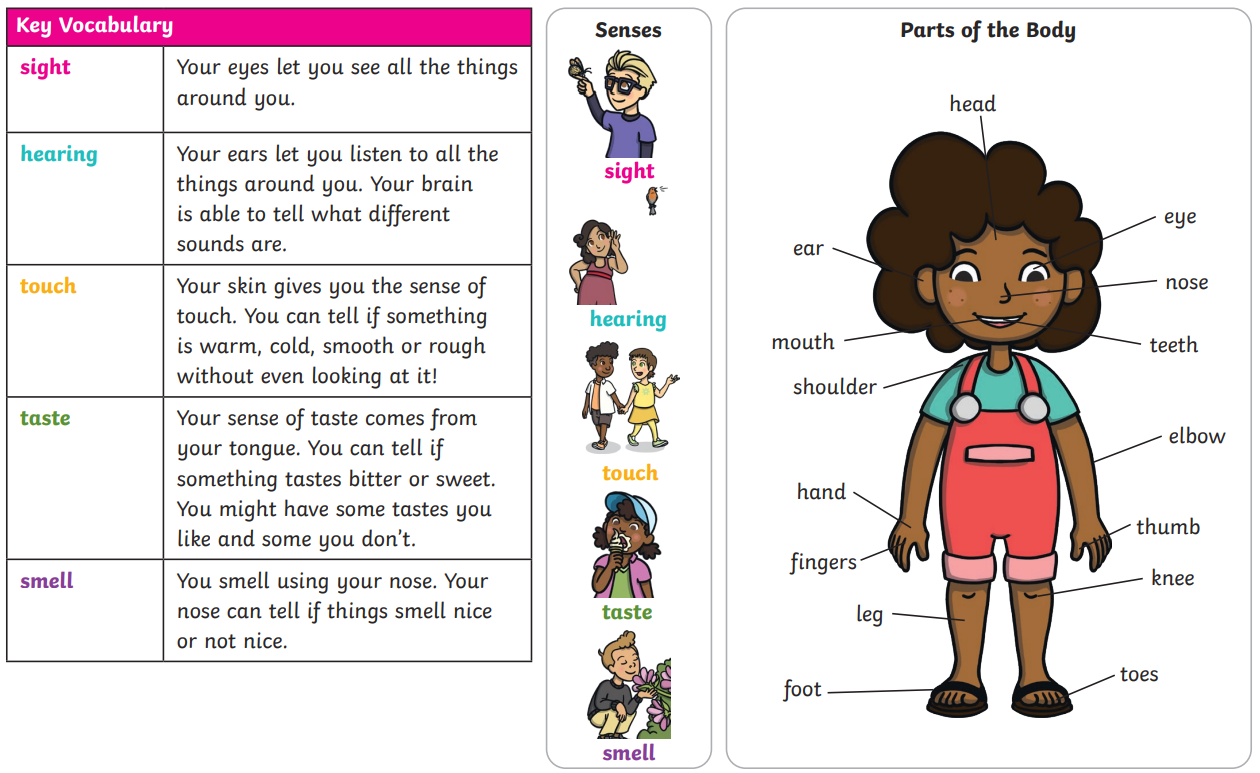 Key Vocabulary
sight
Your eyes let you see all the things
around you.
hearing
Your ears let you listen to all the
things around you. Your brain
is able to tell what different
sounds are.
touch
Your skin gives you the sense of
touch. You can tell if something
is warm, cold, smooth or rough
without even looking at it!
taste
Your sense of taste comes from
your tongue. You can tell if
something tastes bitter or sweet.
You might have some tastes you
like and some you don't.
smell
You smell using your nose. Your
nose can tell if things smell nice
or not nice.
Senses
sight
hearing
touch
taste
smell
Parts of the Body
head
eye
ear
nose
mouth
teeth
shoulder
elbow
hand
thumb
fingers
knee
leg
toes
foot